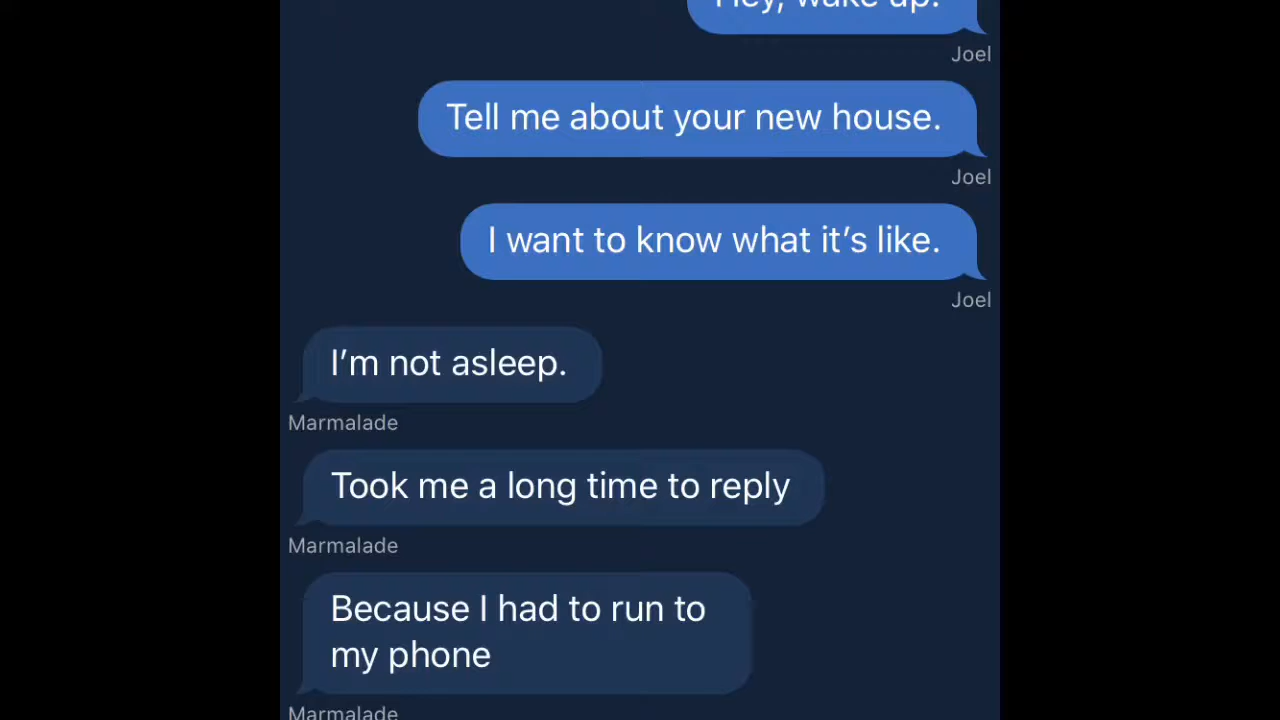 Hey, wake up.
Joel
Tell me about your new house.
Joel
I want to know what it’s like.
Joel
I’m not asleep.
Marmalade
Took me a long time to reply
Marmalade
Because I had to run to
my phone
Marmalade